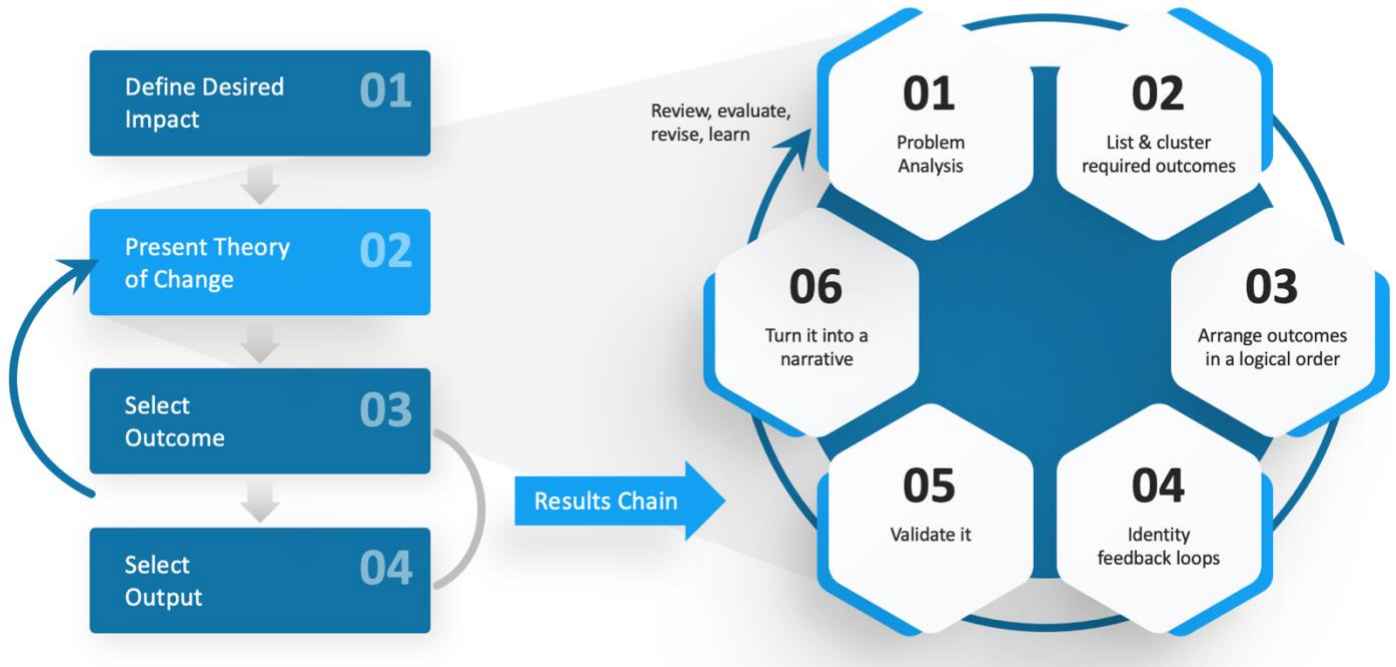 Define Desired
Impact
01
Present Theory
of Change
02
Select
Outcome
03
Select
Output
04
Results Chain
Review, evaluate,
revise, learn
01
Problem
Analysis
02
List & cluster
required outcomes
03
Arrange outcomes
in a logical order
04
Identity
feedback loops
05
Validate it
06
Turn it into a
narrative